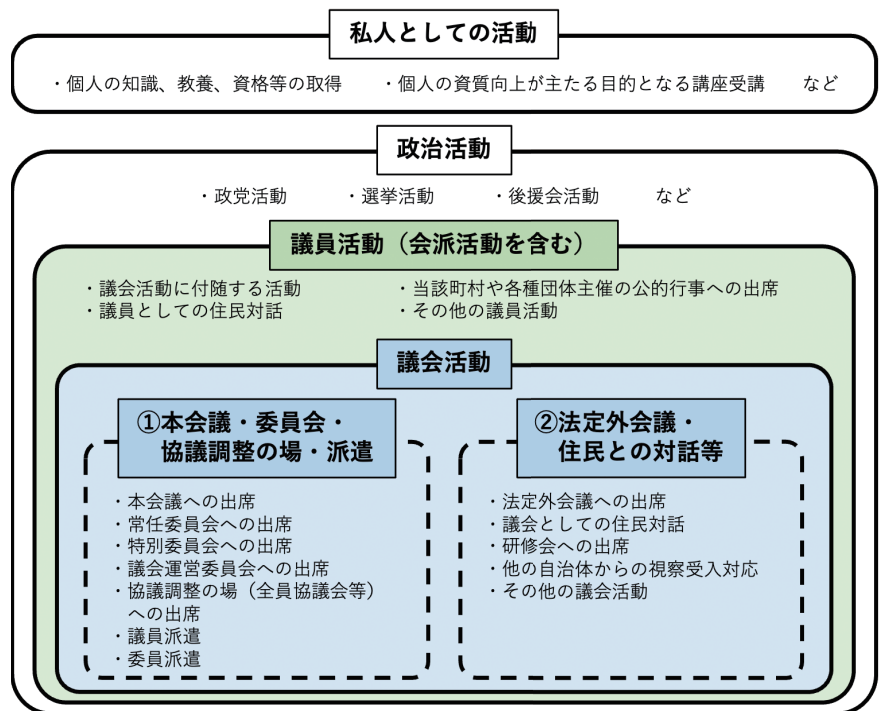 私人としての活動
・個人の知識、教養、資格等の取得　・個人の資質向上が主たる目的となる講座受講　など
政治活動
・政党活動　・選挙活動　・後援会活動　など
議員活動（会派活動を含む）
・議会活動に付随する活動　・当該町村や各種団体主催の公的行事への出席
・議員としての住民対話　・その他の議員活動
議会活動
①本会議・委員会・
協議調整の場・派遣
・本会議への出席
・常任委員会への出席
・特別委員会への出席
・議会運営委員会への出席
・協議調整の場（全員協議会等）
への出席
・議員派遣
・委員派遣
②法定外会議・
住民との対話等
・法定外会議への出席
・議会としての住民対話
・研修会への出席
・他の自治体からの視察受入対応
・その他の議会活動